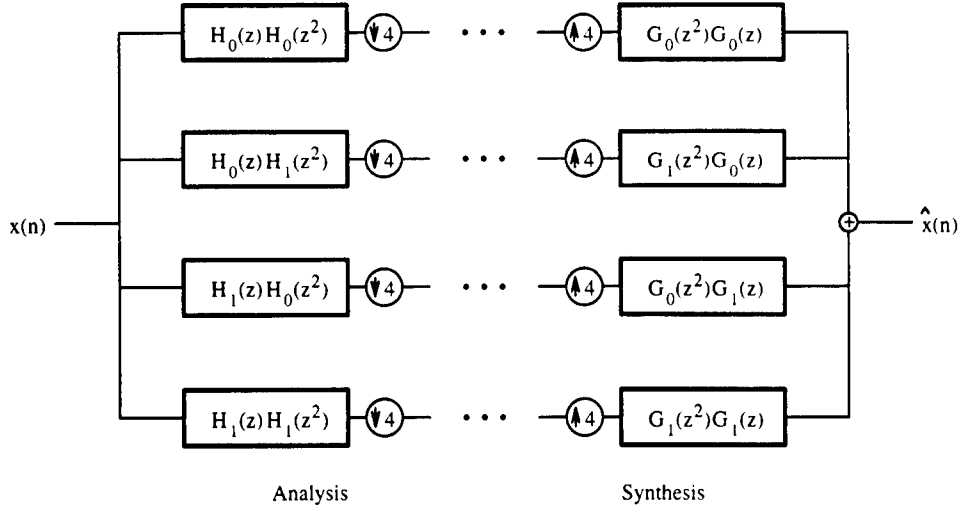 H₀(z)H₀(z²) 4 • • • 4 G₀(z²)G₀(z)
H₀(z)H₁(z²) 4 • • • 4 G₁(z²)G₀(z)
x(n) + x̂(n)
H₁(z)H₀(z²) 4 • • • 4 G₀(z²)G₁(z)
H₁(z)H₁(z²) 4 • • • 4 G₁(z²)G₁(z)
Analysis Synthesis